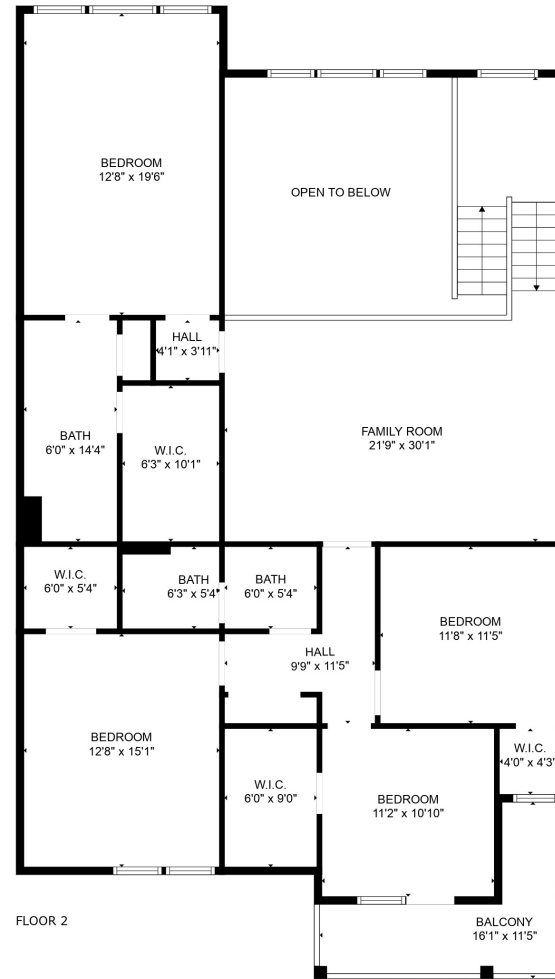 BEDROOM
12'8" x 19'6"
OPEN TO BELOW
HALL
4'1" x 3'11"
FAMILY ROOM
21'9" x 30'1"
BATH
6'0" x 14'4"
W.I.C.
6'3" x 10'1"
W.I.C.
6'0" x 5'4"
BATH
6'3" x 5'4"
BATH
6'0" x 5'4"
BEDROOM
11'8" x 11'5"
HALL
9'9" x 11'5"
BEDROOM
12'8" x 15'1"
W.I.C.
4'0" x 4'3"
W.I.C.
6'0" x 9'0"
BEDROOM
11'2" x 10'10"
BALCONY
16'1" x 11'5"
FLOOR 2